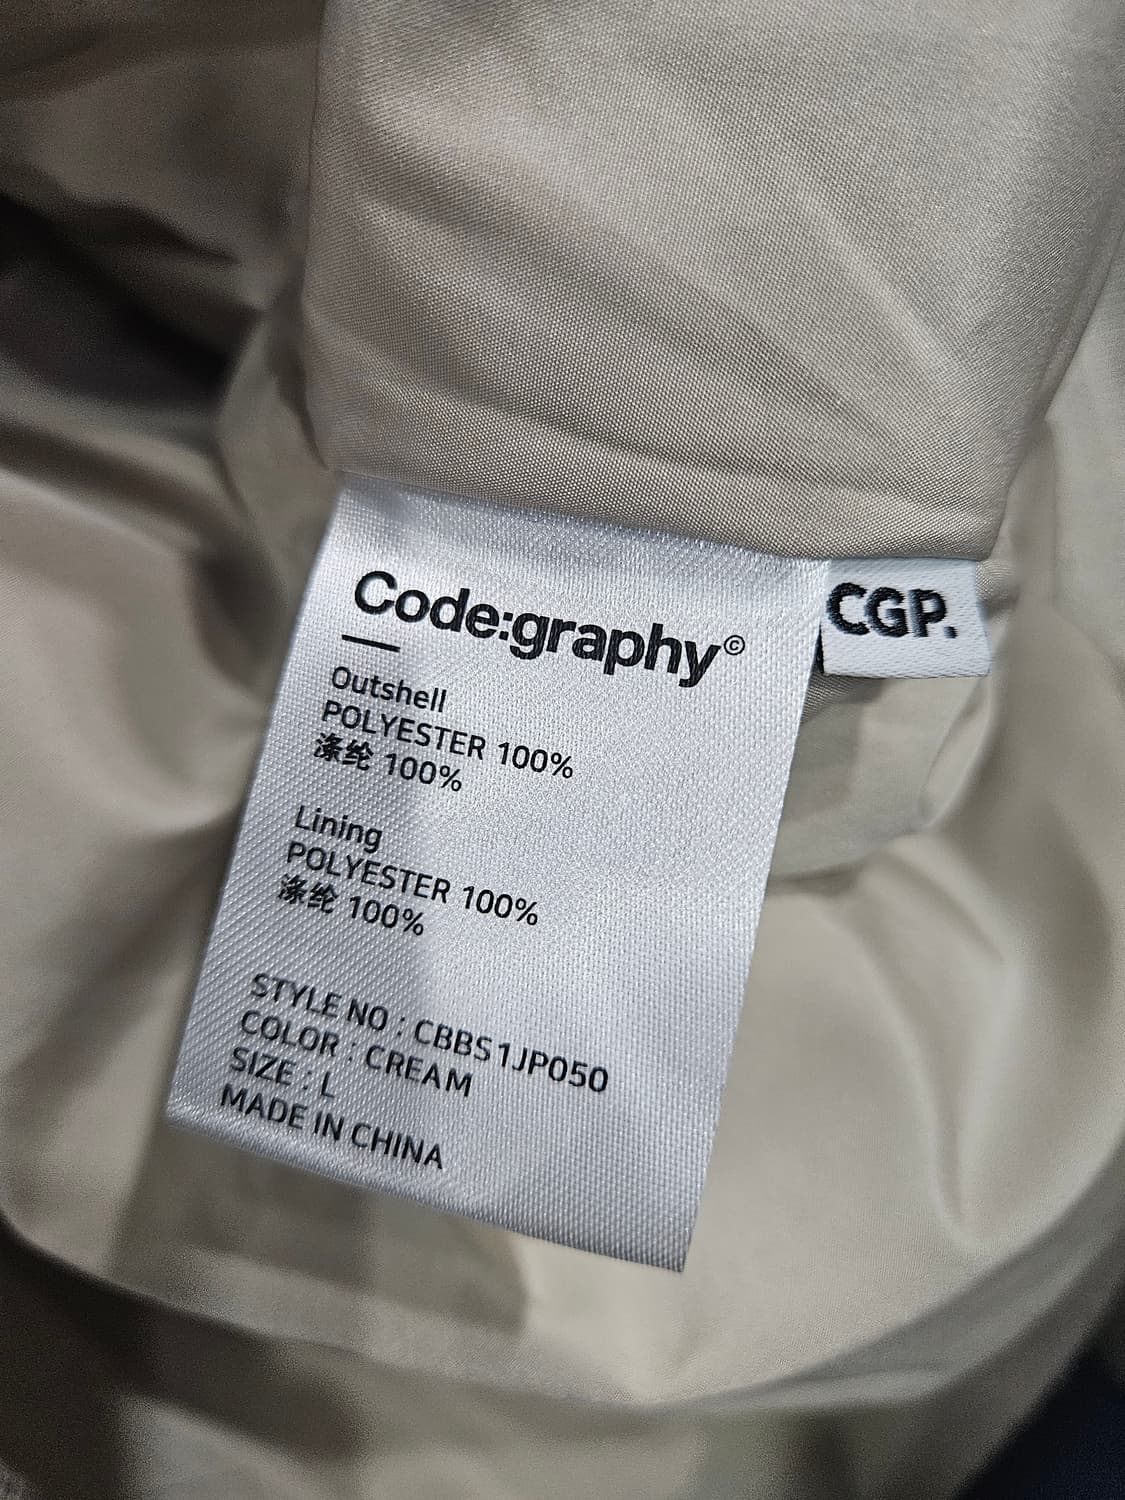 Code:graphy©
CGP.
Outshell
POLYESTER 100%
涤纶 100%
Lining
POLYESTER 100%
涤纶 100%
STYLE NO : CBBS1JP050
COLOR : CREAM
SIZE : L
MADE IN CHINA